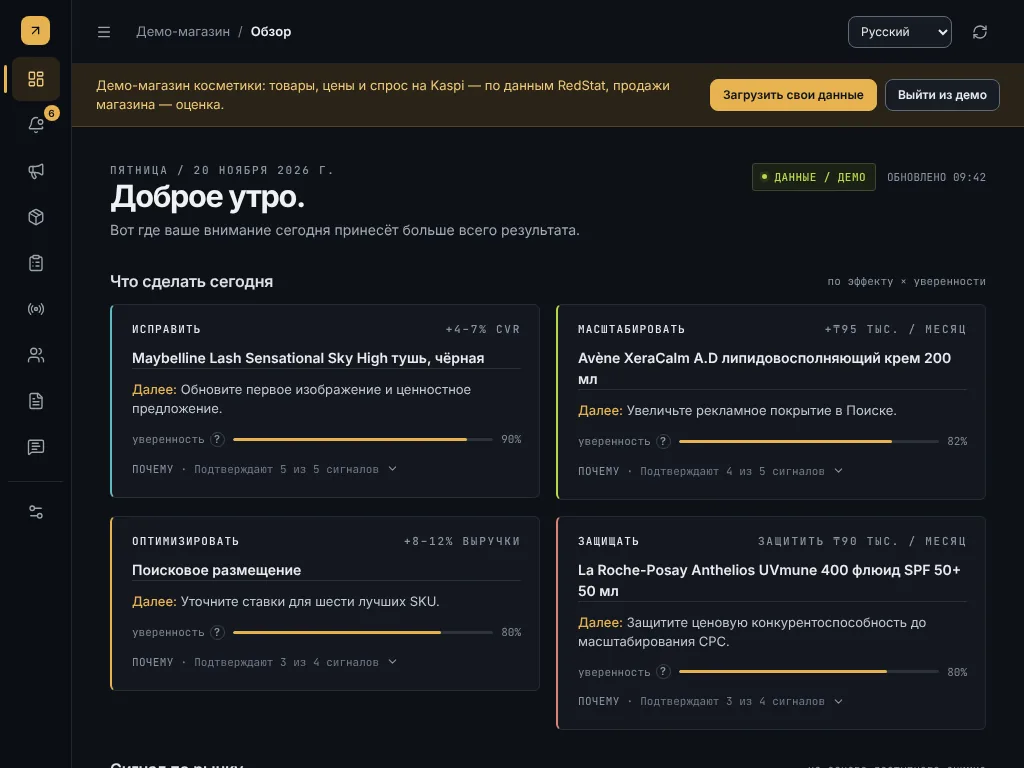 Демо-магазин / Обзор
Русский
Демо-магазин косметики: товары, цены и спрос на Kaspi — по данным RedStat, продажи
магазина — оценка.
Загрузить свои данные
Выйти из демо
6
ПЯТНИЦА / 20 НОЯБРЯ 2026 Г.
ДАННЫЕ / ДЕМО
ОБНОВЛЕНО 09:42
Доброе утро.
Вот где ваше внимание сегодня принесёт больше всего результата.
Что сделать сегодня
по эффекту × уверенности
ИСПРАВИТЬ
+4–7% CVR
Maybelline Lash Sensational Sky High тушь, чёрная
Далее: Обновите первое изображение и ценностное
предложение.
уверенность ? 90%
ПОЧЕМУ · Подтверждают 5 из 5 сигналов
МАСШТАБИРОВАТЬ
+₸95 ТЫС. / МЕСЯЦ
Avène XeraCalm A.D липидовосполняющий крем 200
мл
Далее: Увеличьте рекламное покрытие в Поиске.
уверенность ? 82%
ПОЧЕМУ · Подтверждают 4 из 5 сигналов
ОПТИМИЗИРОВАТЬ
+8–12% ВЫРУЧКИ
Поисковое размещение
Далее: Уточните ставки для шести лучших SKU.
уверенность ? 80%
ПОЧЕМУ · Подтверждают 3 из 4 сигналов
ЗАЩИЩАТЬ
ЗАЩИТИТЬ ₸90 ТЫС. / МЕСЯЦ
La Roche-Posay Anthelios UVmune 400 флюид SPF 50+
50 мл
Далее: Защитите ценовую конкурентоспособность до
масштабирования CPC.
уверенность ? 80%
ПОЧЕМУ · Подтверждают 3 из 4 сигналов